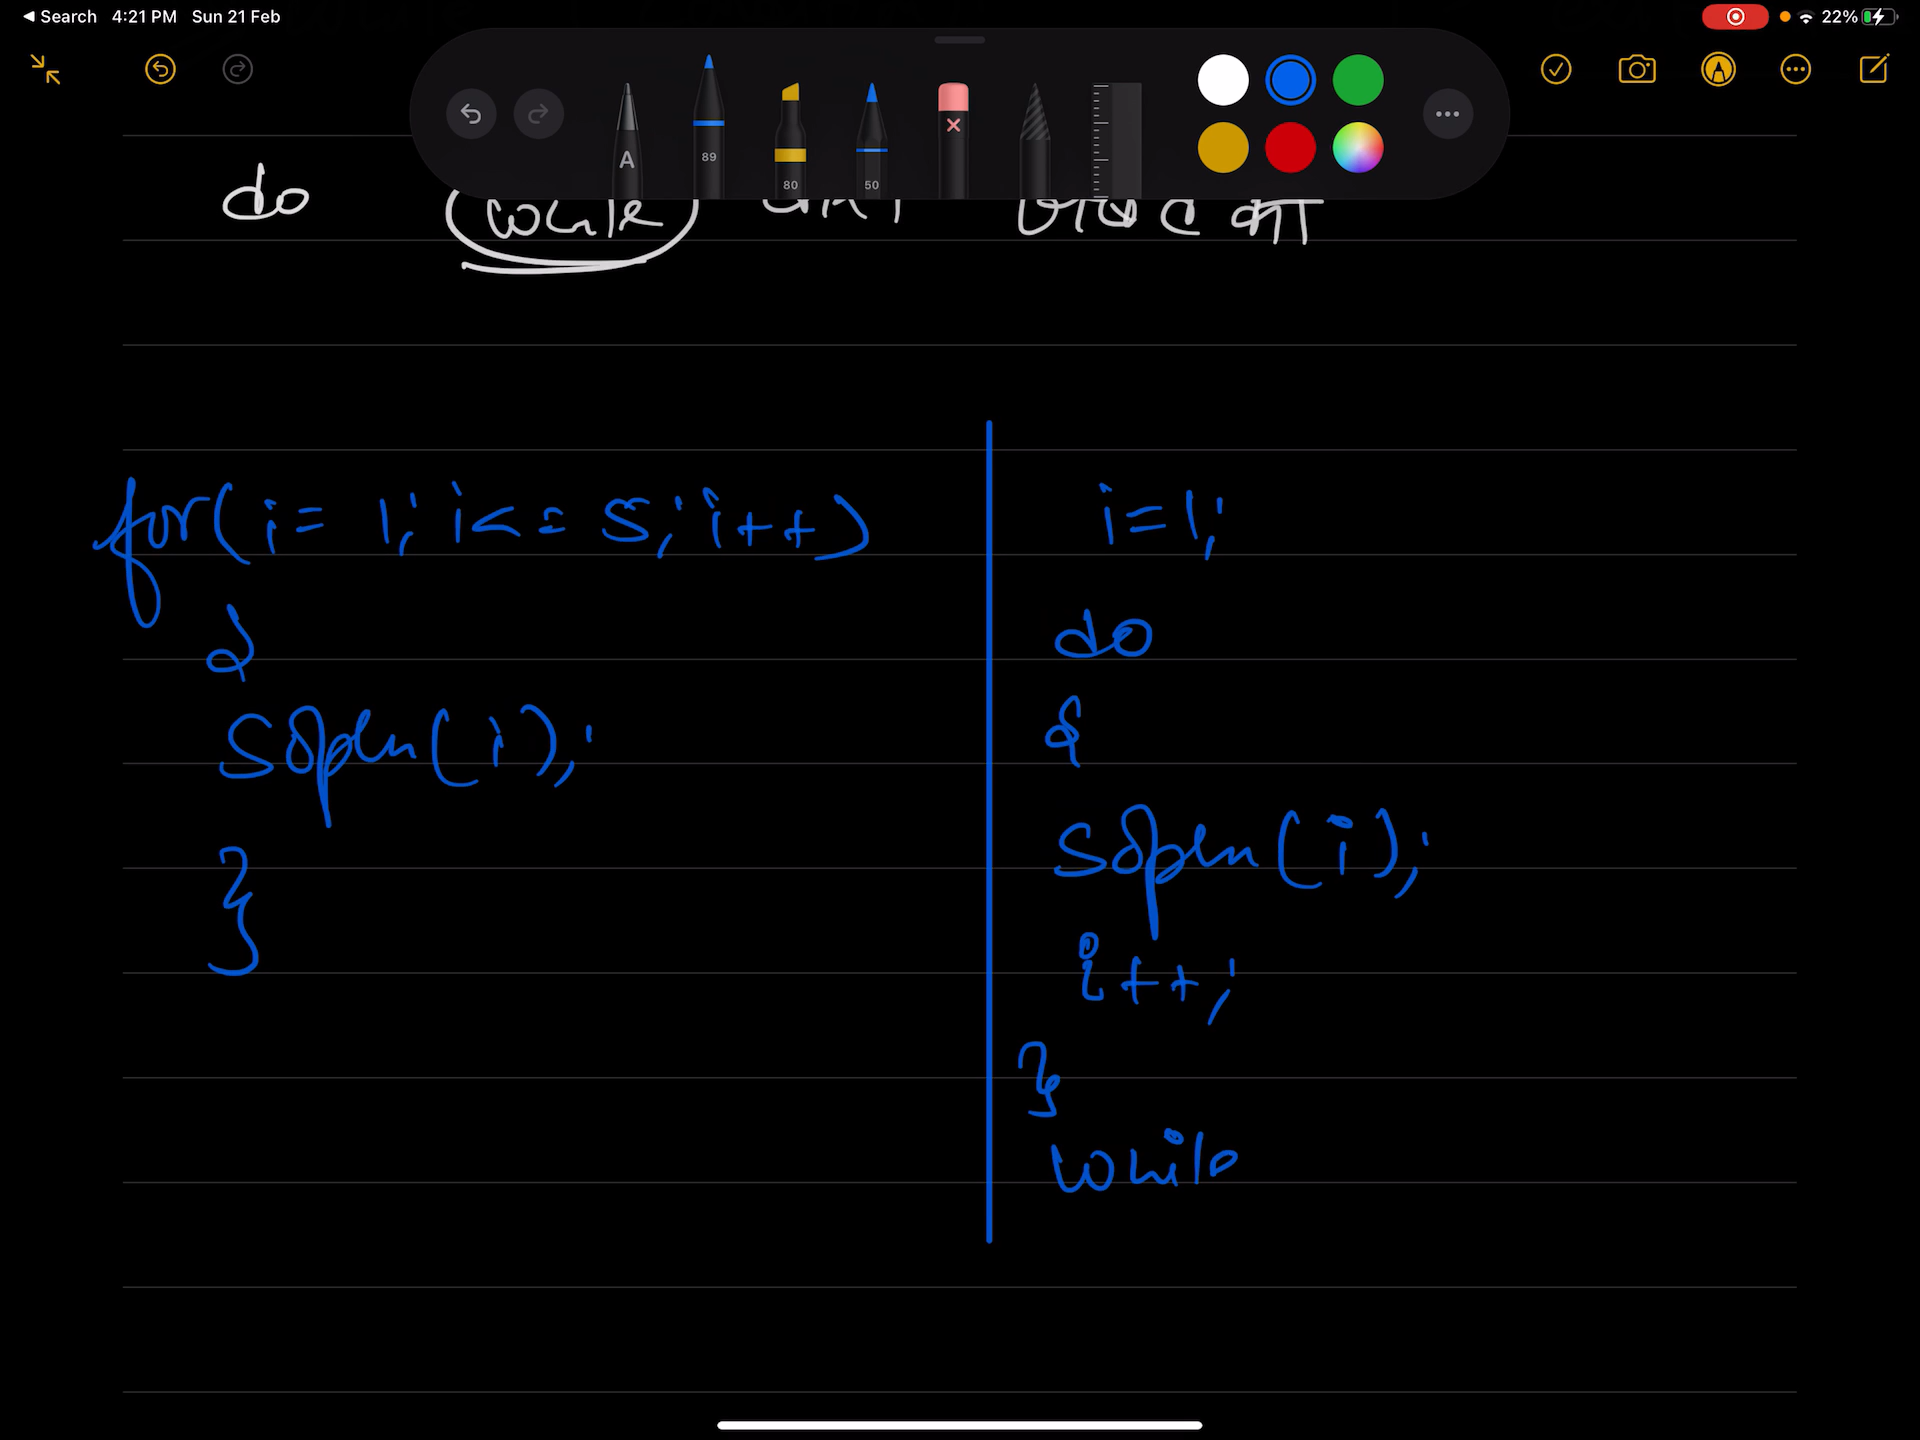 Search 4:21 PM Sun 21 Feb 22%
A 89 80 50
do while
for(i= 1; i<= 5; i++)
{
Sopln(i);
}
i=1;
do
{
Sopln(i);
i++;
}
while